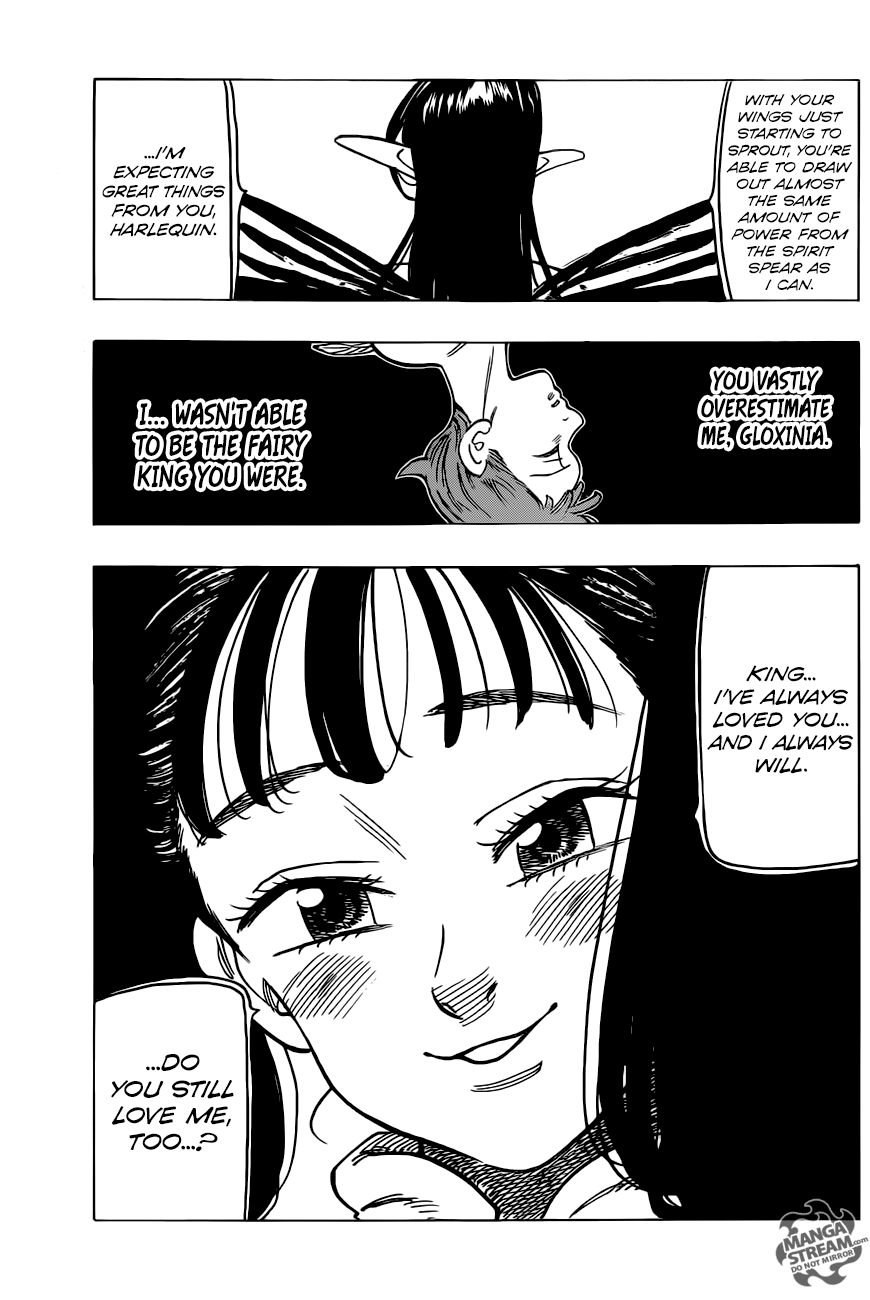 WITH YOUR
WINGS JUST
STARTING TO
SPROUT, YOU'RE
ABLE TO DRAW
OUT ALMOST
THE SAME
AMOUNT OF
POWER FROM
THE SPIRIT
SPEAR AS
I CAN.
...I'M
EXPECTING
GREAT THINGS
FROM YOU,
HARLEQUIN.
YOU VASTLY
OVERESTIMATE
ME, GLOXINIA.
I... WASN'T ABLE
TO BE THE FAIRY
KING YOU WERE.
KING...
I'VE ALWAYS
LOVED YOU...
AND I ALWAYS
WILL.
...DO
YOU STILL
LOVE ME,
TOO...?
MANGA
STREAM.com
DO NOT MIRROR